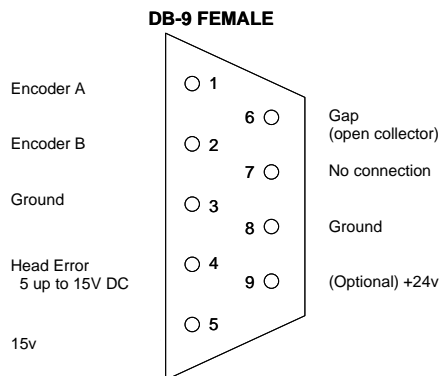 DB-9 FEMALE
Encoder A
1
6
Gap
(open collector)
Encoder B
2
7
No connection
Ground
3
8
Ground
Head Error
5 up to 15V DC
4
9
(Optional) +24v
15v
5